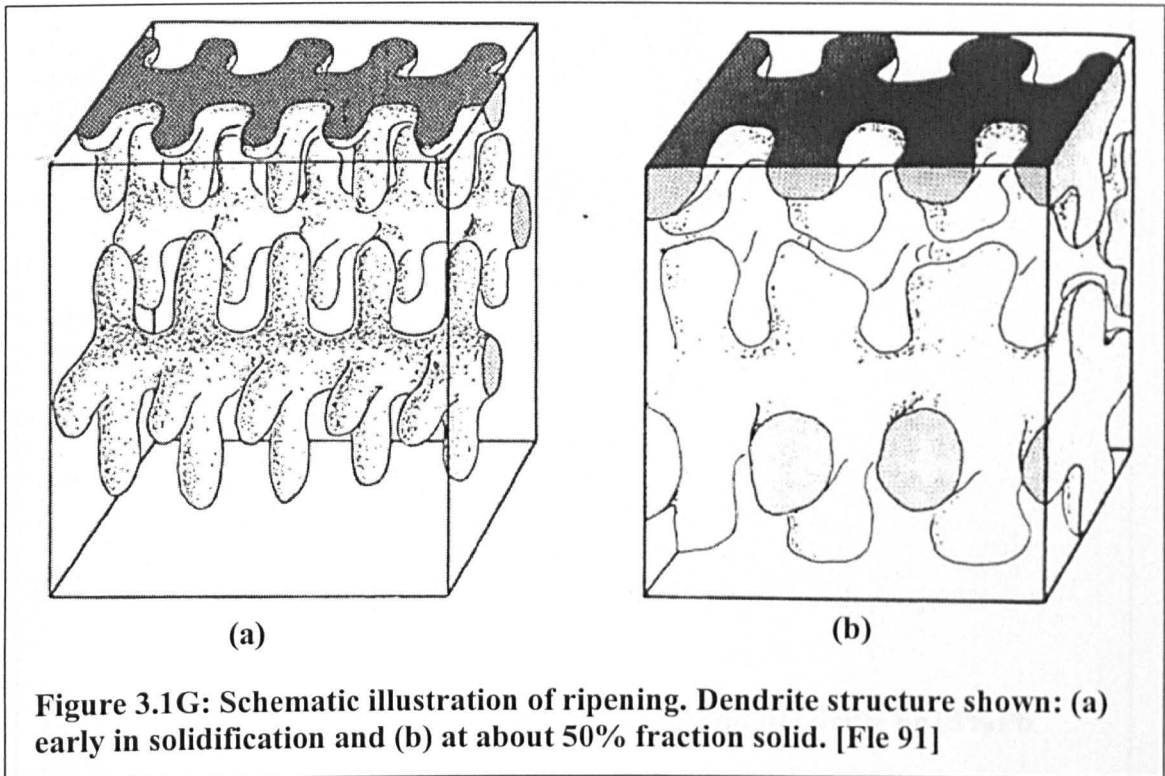 (a)
(b)
Figure 3.1G: Schematic illustration of ripening. Dendrite structure shown: (a)
early in solidification and (b) at about 50% fraction solid. [Fle 91]